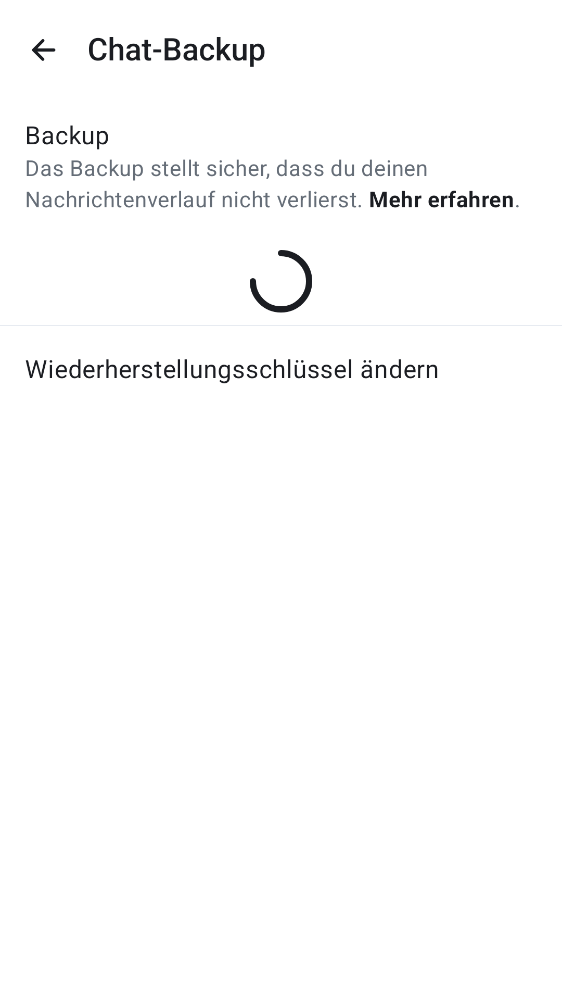 Chat-Backup
Backup
Das Backup stellt sicher, dass du deinen
Nachrichtenverlauf nicht verlierst. Mehr erfahren.
Wiederherstellungsschlüssel ändern